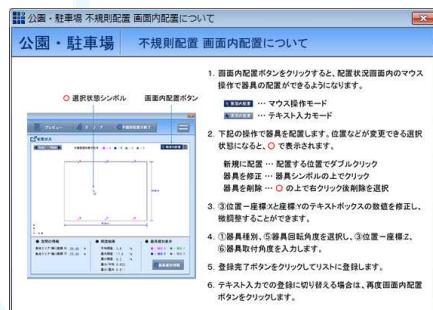 公園・駐車場 不規則配置 画面内配置について
公園・駐車場 不規則配置 画面内配置について
○ 選択状態シンボル 画面内配置ボタン
1. 画面内配置ボタンをクリックすると、配置状況画面内のマウス
操作で器具の配置ができるようになります。
… マウス操作モード
… テキスト入力モード
2. 下記の操作で器具を配置します。位置などが変更できる選択
状態になると、○ で表示されます。
新規に配置 … 配置する位置でダブルクリック
器具を修正 … 器具シンボルの上でクリック
器具を削除 … ○ の上で右クリック後削除を選択
3. ③位置－座標:Xと座標:Yのテキストボックスの数値を修正し、
微調整することができます。
4. ①器具種別、⑤器具回転角度を選択し、③位置－座標:Z、
⑥器具取付角度を入力します。
5. 登録完了ボタンをクリックしてリストに登録します。
6. テキスト入力での登録に切り替える場合は、再度画面内配置
ボタンをクリックします。